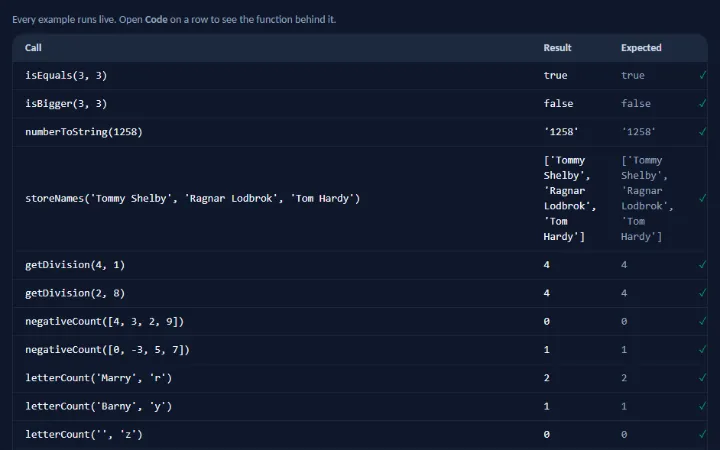 Every example runs live. Open Code on a row to see the function behind it.
Call Result Expected
isEquals(3, 3) true true ✓
isBigger(3, 3) false false ✓
numberToString(1258) '1258' '1258' ✓
storeNames('Tommy Shelby', 'Ragnar Lodbrok', 'Tom Hardy') ['Tommy Shelby', 'Ragnar Lodbrok', 'Tom Hardy'] ['Tommy Shelby', 'Ragnar Lodbrok', 'Tom Hardy'] ✓
getDivision(4, 1) 4 4 ✓
getDivision(2, 8) 4 4 ✓
negativeCount([4, 3, 2, 9]) 0 0 ✓
negativeCount([0, -3, 5, 7]) 1 1 ✓
letterCount('Marry', 'r') 2 2 ✓
letterCount('Barny', 'y') 1 1 ✓
letterCount('', 'z') 0 0 ✓